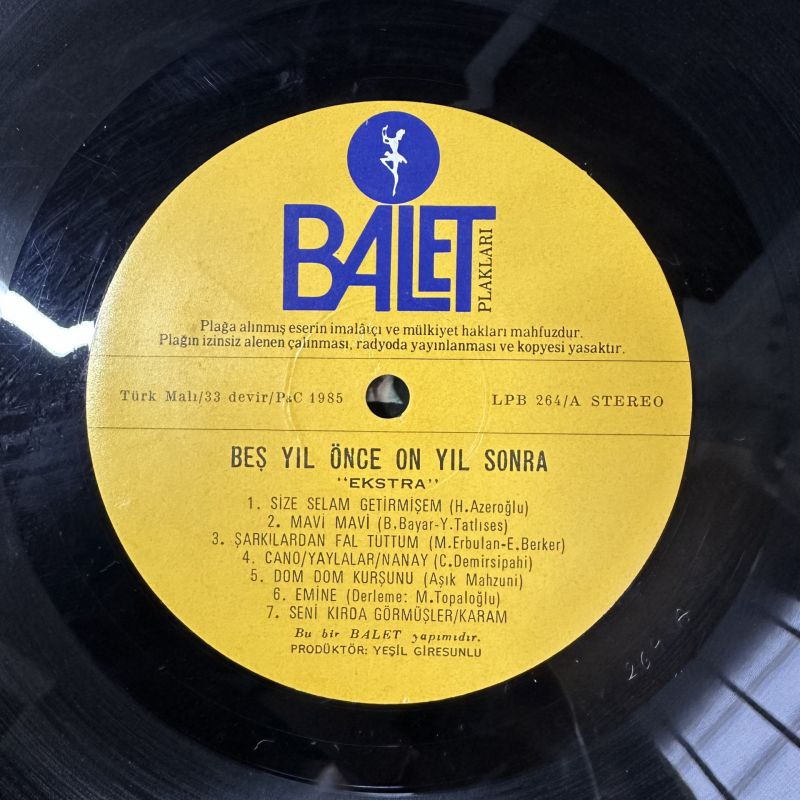 BALET
PLAKLARI
Plağa alınmış eserin imalâtçı ve mülkiyet hakları mahfuzdur.
Plağın izinsiz alenen çalınması, radyoda yayınlanması ve kopyesi yasaktır.
Türk Malı/33 devir/P&C 1985
LPB 264/A STEREO
BEŞ YIL ÖNCE ON YIL SONRA
"EKSTRA"
1. SİZE SELAM GETİRMİŞEM (H.Azeroğlu)
2. MAVİ MAVİ (B.Bayar-Y.Tatlıses)
3. ŞARKILARDAN FAL TUTTUM (M.Erbulan-E.Berker)
4. CANO/YAYLALAR/NANAY (C.Demirsipahi)
5. DOM DOM KURŞUNU (Aşık Mahzuni)
6. EMİNE (Derleme: M.Topaloğlu)
7. SENİ KIRDA GÖRMÜŞLER/KARAM
Bu bir BALET yapımıdır.
PRODÜKTÖR: YEŞİL GİRESUNLU
264 A